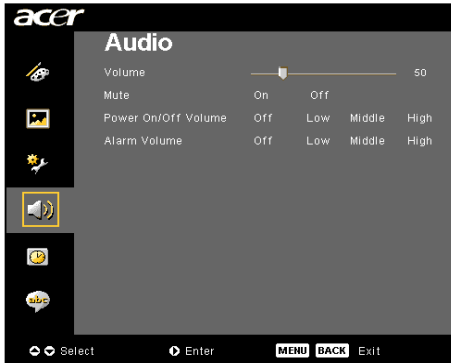 acer
Audio
Volume 50
Mute On Off
Power On/Off Volume Off Low Middle High
Alarm Volume Off Low Middle High
abc
Select Enter MENU BACK Exit